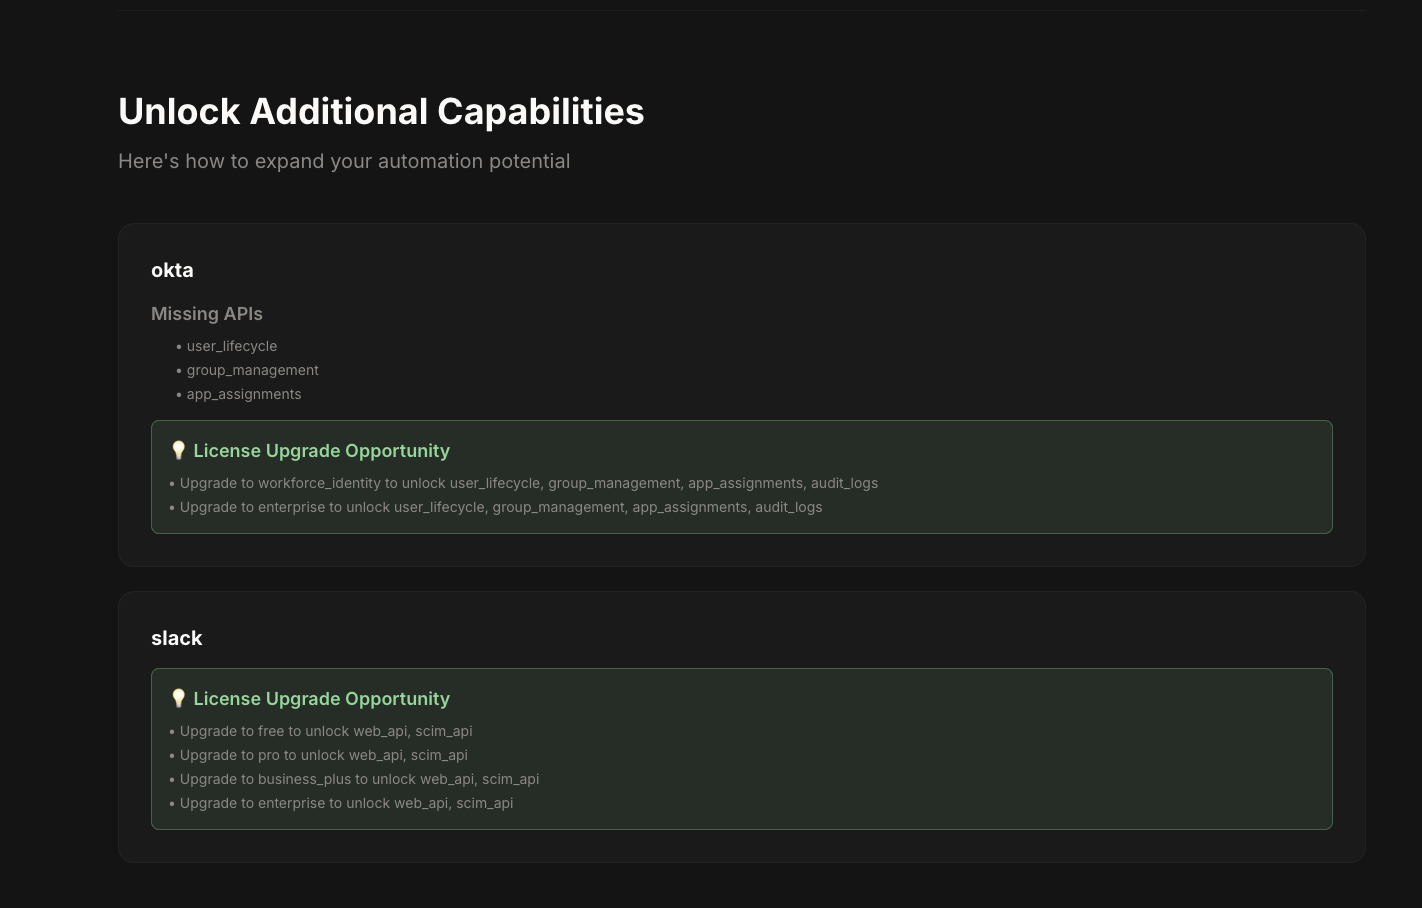 Unlock Additional Capabilities
Here's how to expand your automation potential
okta
Missing APIs
• user_lifecycle
• group_management
• app_assignments
💡 License Upgrade Opportunity
• Upgrade to workforce_identity to unlock user_lifecycle, group_management, app_assignments, audit_logs
• Upgrade to enterprise to unlock user_lifecycle, group_management, app_assignments, audit_logs
slack
💡 License Upgrade Opportunity
• Upgrade to free to unlock web_api, scim_api
• Upgrade to pro to unlock web_api, scim_api
• Upgrade to business_plus to unlock web_api, scim_api
• Upgrade to enterprise to unlock web_api, scim_api